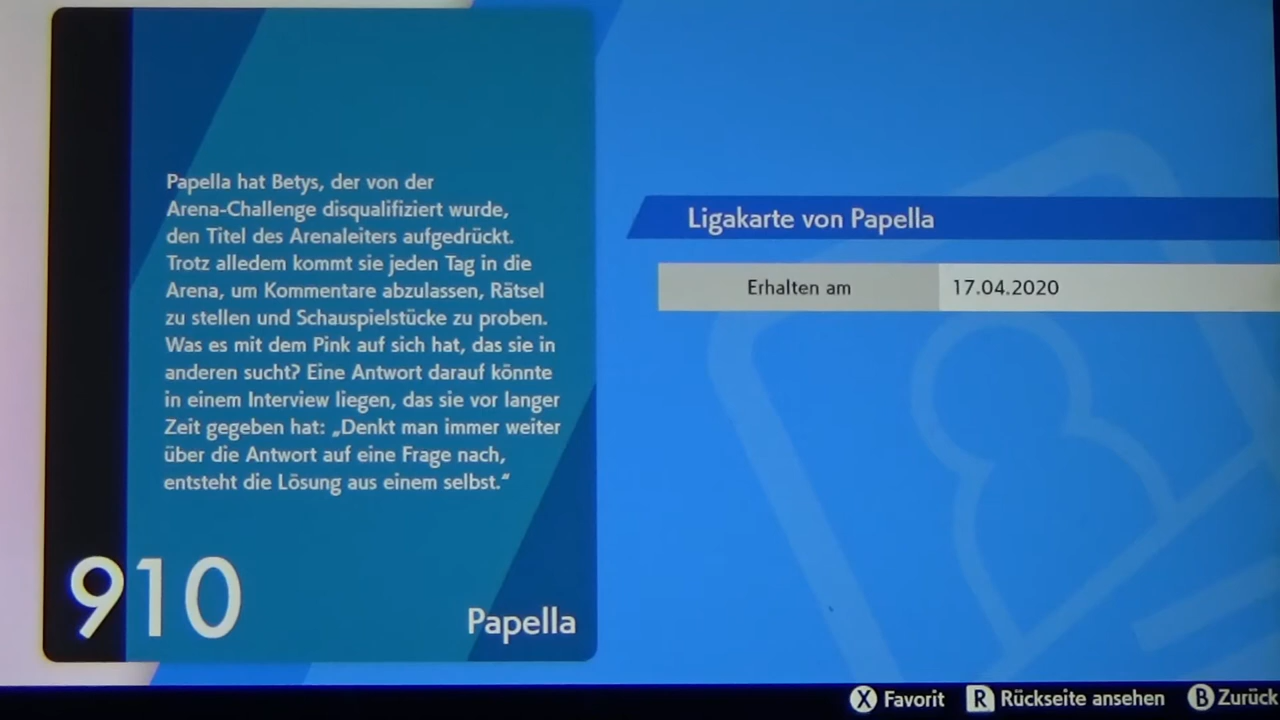 Papella hat Betys, der von der
Arena-Challenge disqualifiziert wurde,
den Titel des Arenaleiters aufgedrückt.
Trotz alledem kommt sie jeden Tag in die
Arena, um Kommentare abzulassen, Rätsel
zu stellen und Schauspielstücke zu proben.
Was es mit dem Pink auf sich hat, das sie in
anderen sucht? Eine Antwort darauf könnte
in einem Interview liegen, das sie vor langer
Zeit gegeben hat: „Denkt man immer weiter
über die Antwort auf eine Frage nach,
entsteht die Lösung aus einem selbst.“
910
Papella
Ligakarte von Papella
Erhalten am 17.04.2020
X Favorit R Rückseite ansehen B Zurück